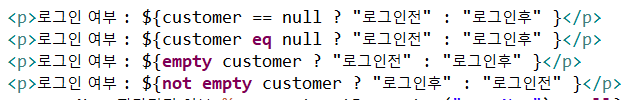 <p>로그인 여부 : ${customer == null ? "로그인전" : "로그인후" }</p>
<p>로그인 여부 : ${customer eq null ? "로그인전" : "로그인후" }</p>
<p>로그인 여부 : ${empty customer ? "로그인전" : "로그인후" }</p>
<p>로그인 여부 : ${not empty customer ? "로그인후" : "로그인전" }</p>